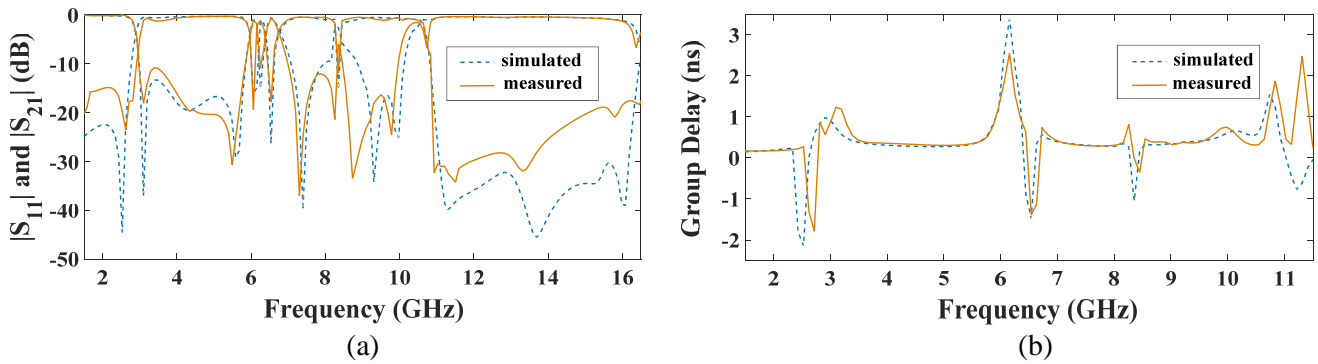 |S11| and |S21| (dB)
0
-10
-20
-30
-40
-50
simulated
measured
2 4 6 8 10 12 14 16
Frequency (GHz)
(a)
Group Delay (ns)
3
2
1
0
-1
-2
simulated
measured
2 3 4 5 6 7 8 9 10 11
Frequency (GHz)
(b)